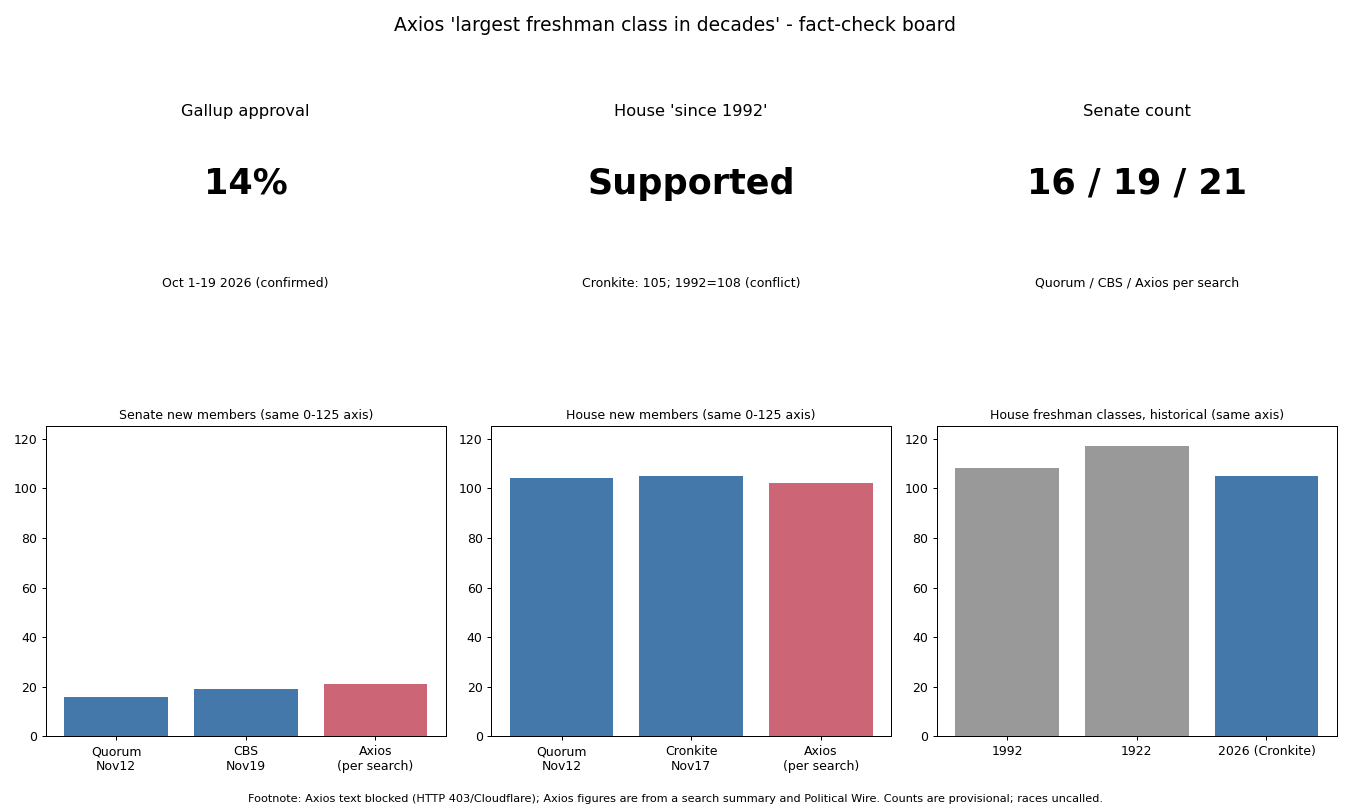 Axios 'largest freshman class in decades' - fact-check board
Gallup approval
14%
Oct 1-19 2026 (confirmed)
House 'since 1992'
Supported
Cronkite: 105; 1992=108 (conflict)
Senate count
16 / 19 / 21
Quorum / CBS / Axios per search
Senate new members (same 0-125 axis)
120
100
80
60
40
20
0
Quorum
Nov12
CBS
Nov19
Axios
(per search)
House new members (same 0-125 axis)
120
100
80
60
40
20
0
Quorum
Nov12
Cronkite
Nov17
Axios
(per search)
House freshman classes, historical (same axis)
120
100
80
60
40
20
0
1992
1922
2026 (Cronkite)
Footnote: Axios text blocked (HTTP 403/Cloudflare); Axios figures are from a search summary and Political Wire. Counts are provisional; races uncalled.